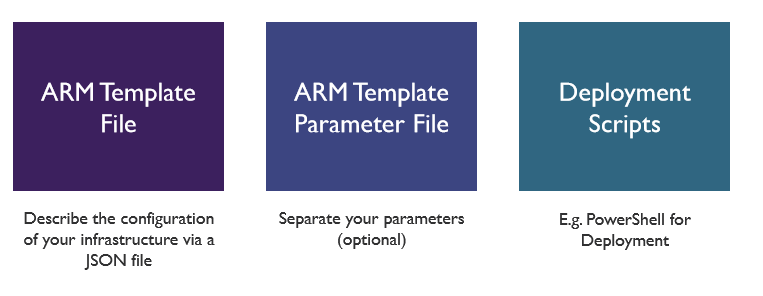 ARM Template
File
ARM Template
Parameter File
Deployment
Scripts
Describe the configuration
of your infrastructure via a
JSON file
Separate your parameters
(optional)
E.g. PowerShell for
Deployment